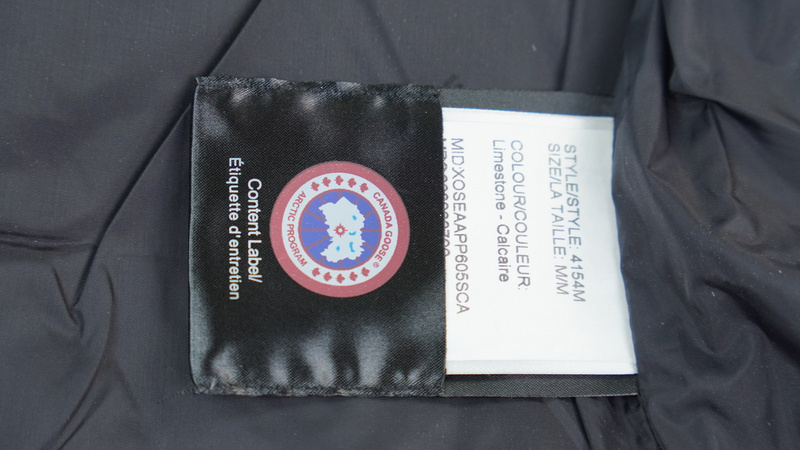 STYLE/STYLE: 4154M
SIZE/LA TAILLE: M/M
COLOUR/COULEUR:
Limestone - Calcaire
MIDXOSEAAPP605SCA
CANADA GOOSE®
ARCTIC PROGRAM
Content Label/
Étiquette d'entretien